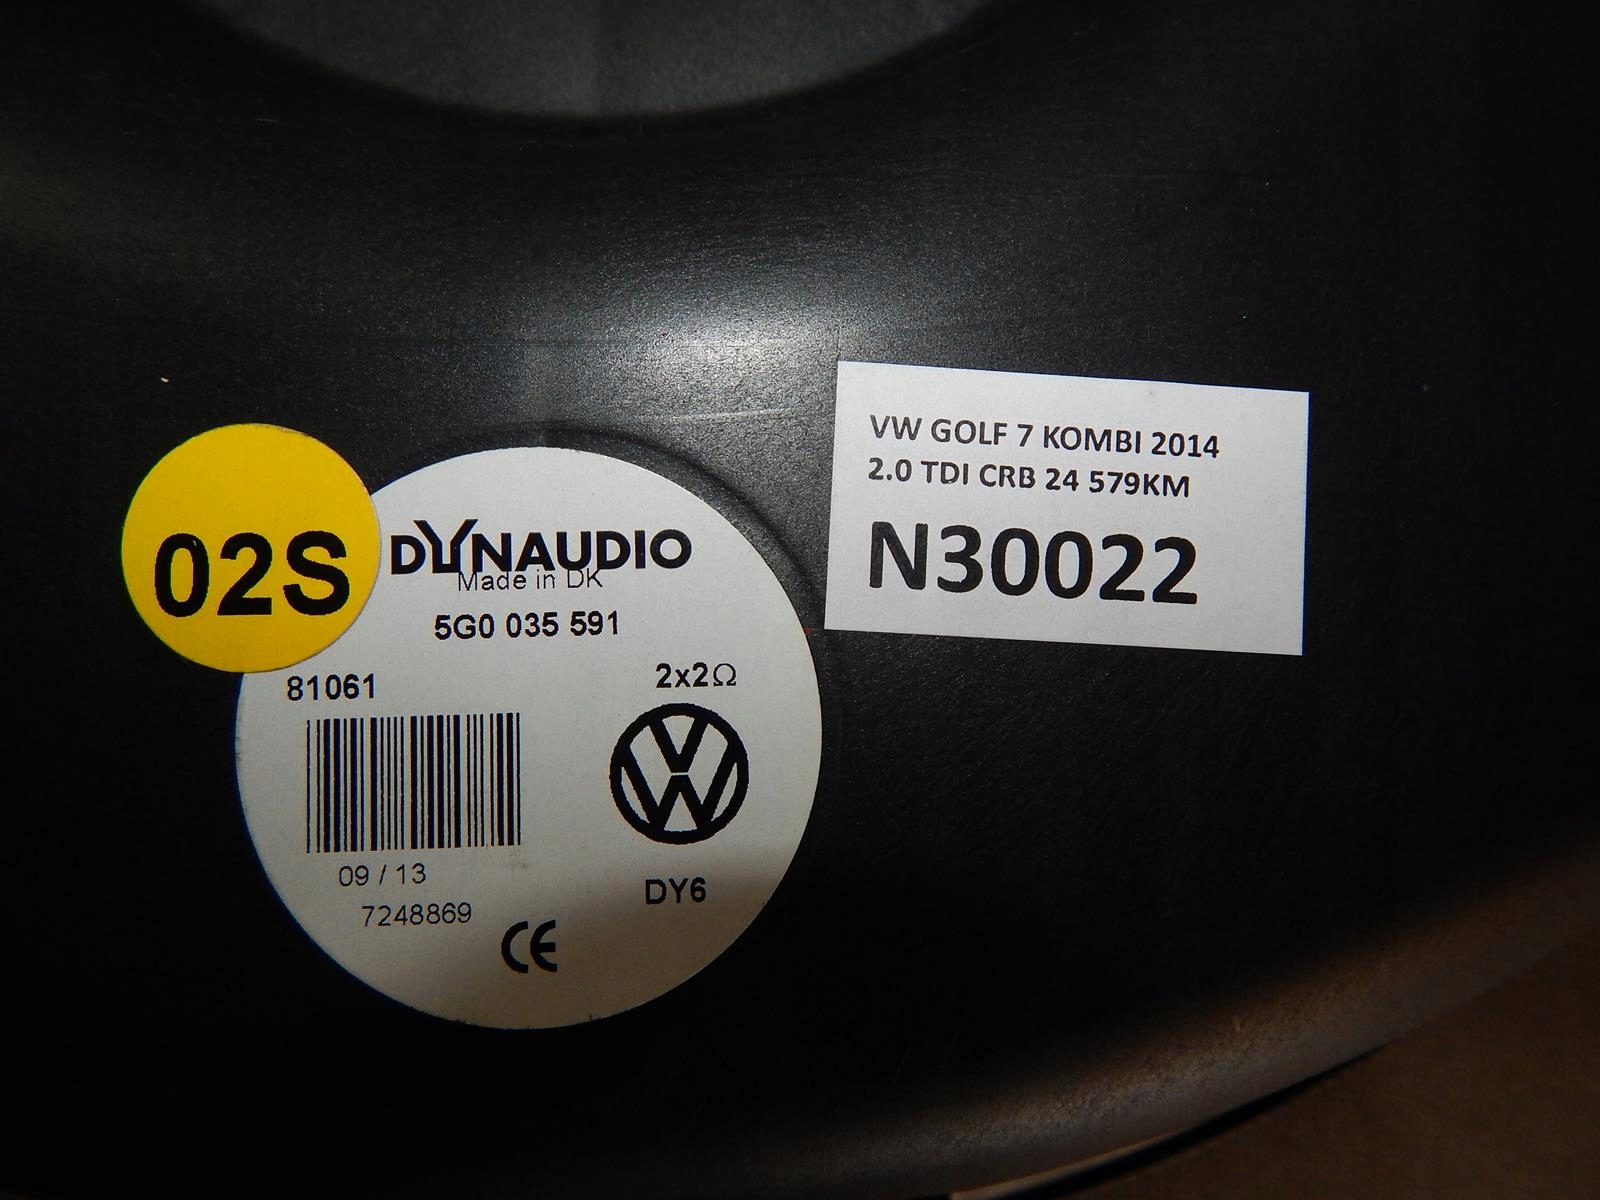 02S
DYNAUDIO
Made in DK
5G0 035 591
81061
2x2Ω
09 / 13
7248869
DY6
CE
VW GOLF 7 KOMBI 2014
2.0 TDI CRB 24 579KM
N30022